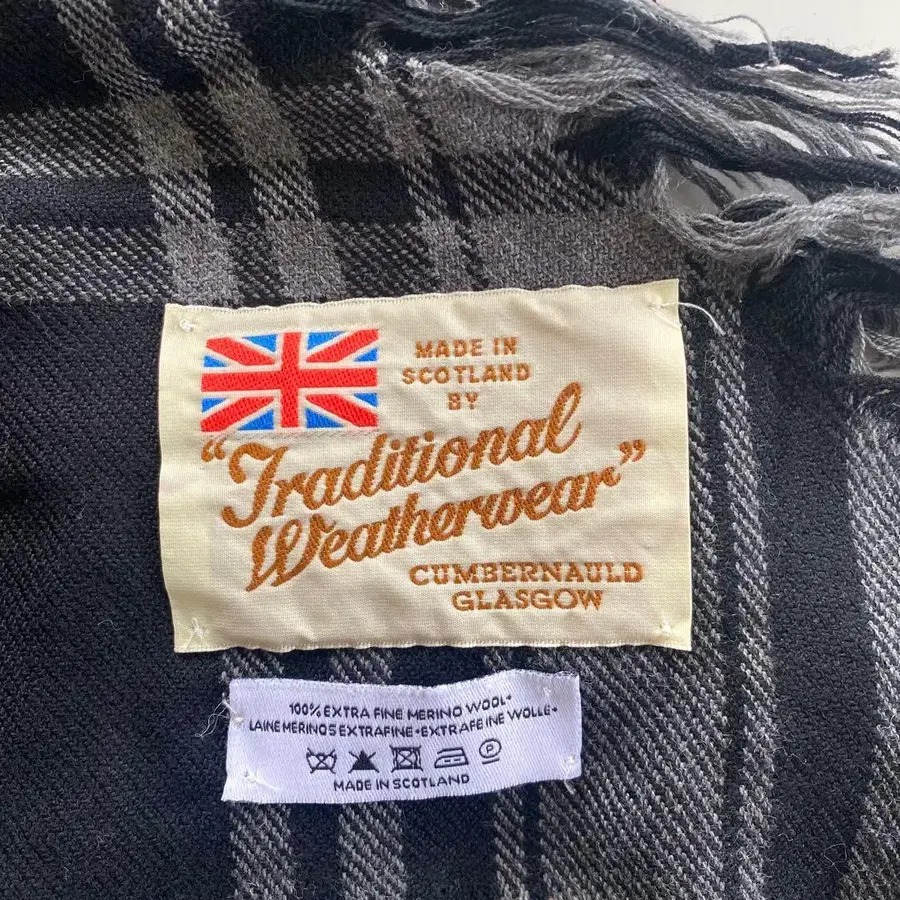 MADE IN
SCOTLAND
BY
"Traditional
Weatherwear"
CUMBERNAULD
GLASGOW
100% EXTRA FINE MERINO WOOL•
LAINE MERINOS EXTRAFINE•EXTRAFEINE WOLLE•
P
MADE IN SCOTLAND